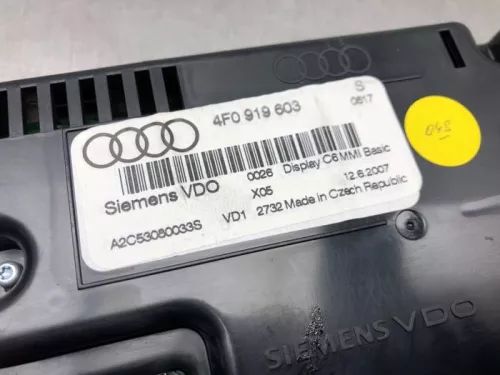 4F0 919 603
S
0617
Siemens VDO
0026 Display C6 MMI Basic
X05
12.6.2007
A2C53080033S
VD1 2732 Made in Czech Republic
540
SIEMENS VDO